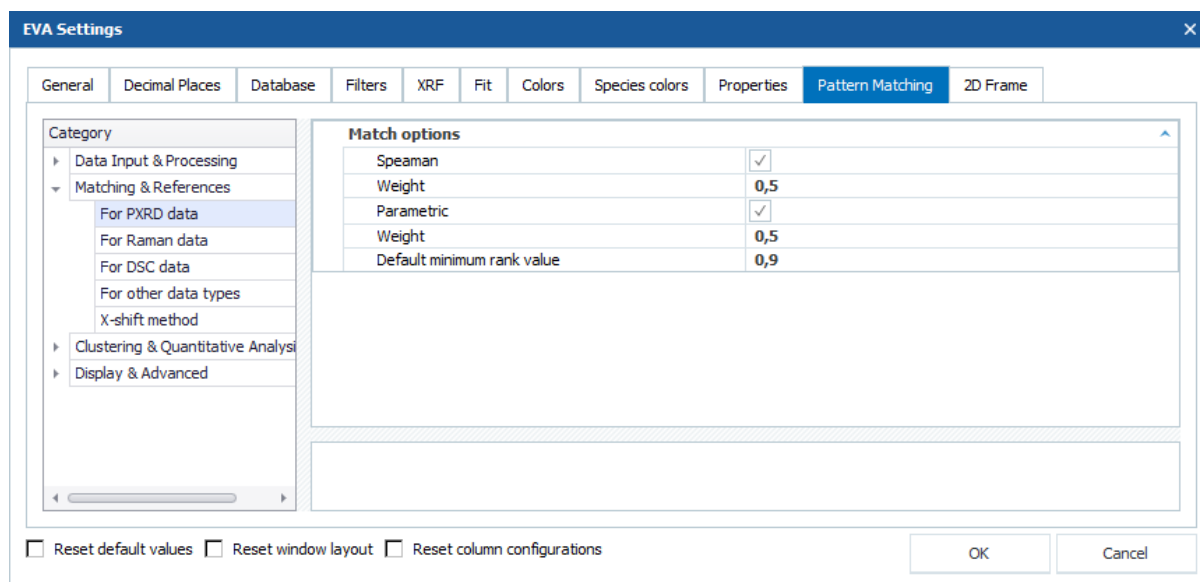 EVA Settings
General Decimal Places Database Filters XRF Fit Colors Species colors Properties Pattern Matching 2D Frame
Category
Data Input & Processing
Matching & References
For PXRD data
For Raman data
For DSC data
For other data types
X-shift method
Clustering & Quantitative Analysi
Display & Advanced
Match options
Speaman
Weight 0,5
Parametric
Weight 0,5
Default minimum rank value 0,9
Reset default values Reset window layout Reset column configurations
OK Cancel